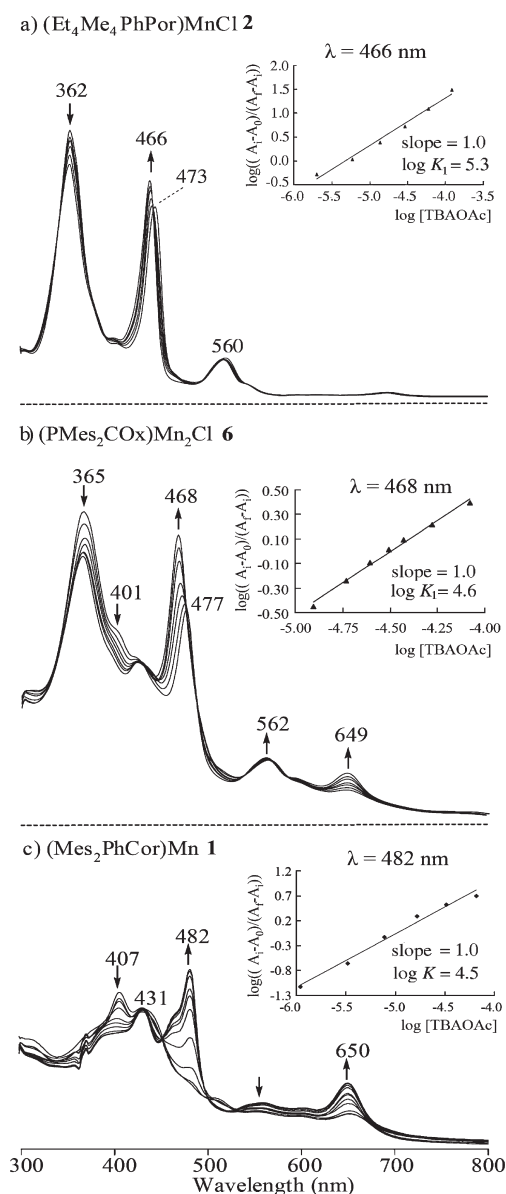 a) (Et4Me4 PhPor)MnCl 2
λ = 466 nm
log((Ai-A0)/(Af-Ai))
2.0
1.5
1.0
0.5
0.0
-0.5
-6.0 -5.5 -5.0 -4.5 -4.0 -3.5
log [TBAOAc]
slope = 1.0
log K1= 5.3
362
466
473
560
b) (PMes2COx)Mn2Cl 6
λ = 468 nm
log((Ai-A0)/(Af-Ai))
0.50
0.30
0.10
-0.10
-0.30
-0.50
-5.00 -4.75 -4.50 -4.25 -4.00
log [TBAOAc]
slope = 1.0
log K1= 4.6
365
401
468
477
562
649
c) (Mes2PhCor)Mn 1
λ = 482 nm
log((Ai-A0)/(Af-Ai))
1.2
0.7
0.2
-0.3
-0.8
-1.3
-6.0 -5.5 -5.0 -4.5 -4.0
log [TBAOAc]
slope = 1.0
log K = 4.5
407
431
482
650
300 400 500 600 700 800
Wavelength (nm)